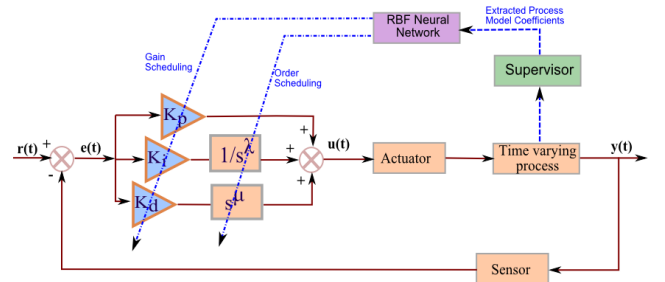 Extracted Process
Model Coefficients
RBF Neural
Network
Gain
Scheduling
Order
Scheduling
Supervisor
Kp
r(t)
+
-
e(t)
Ki
1/s^λ
+
+
+
u(t)
Actuator
Time varying
process
y(t)
Kd
s^μ
Sensor